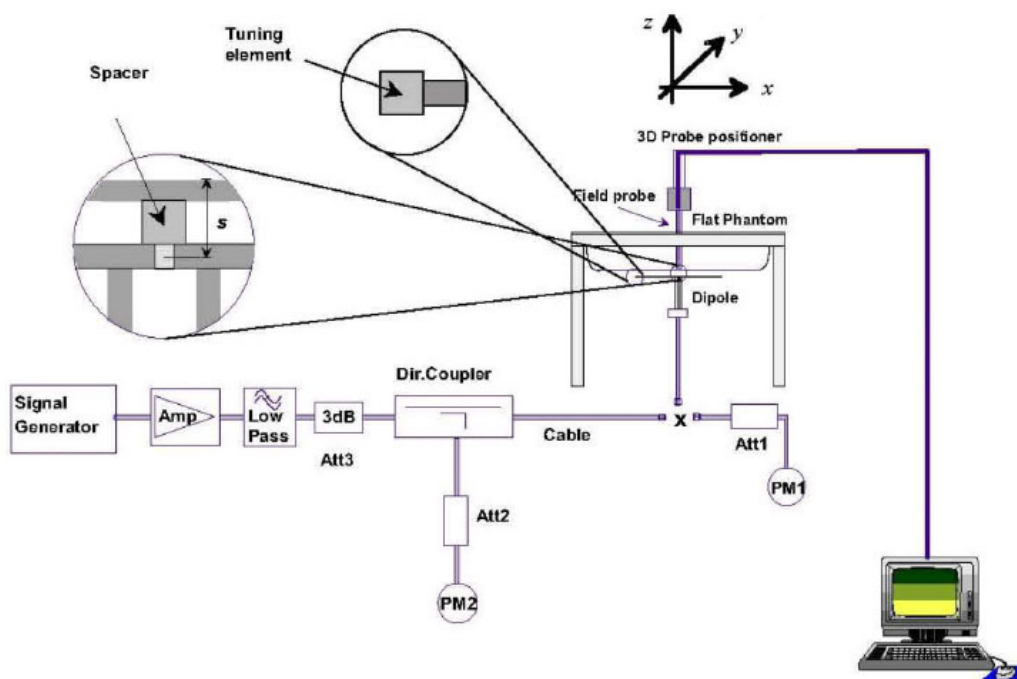 Tuning
element
Spacer
s
z
y
x
3D Probe positioner
Field probe
Flat Phantom
Dipole
Dir.Coupler
Signal
Generator
Amp
Low
Pass
3dB
Att3
Cable
x
Att1
PM1
Att2
PM2